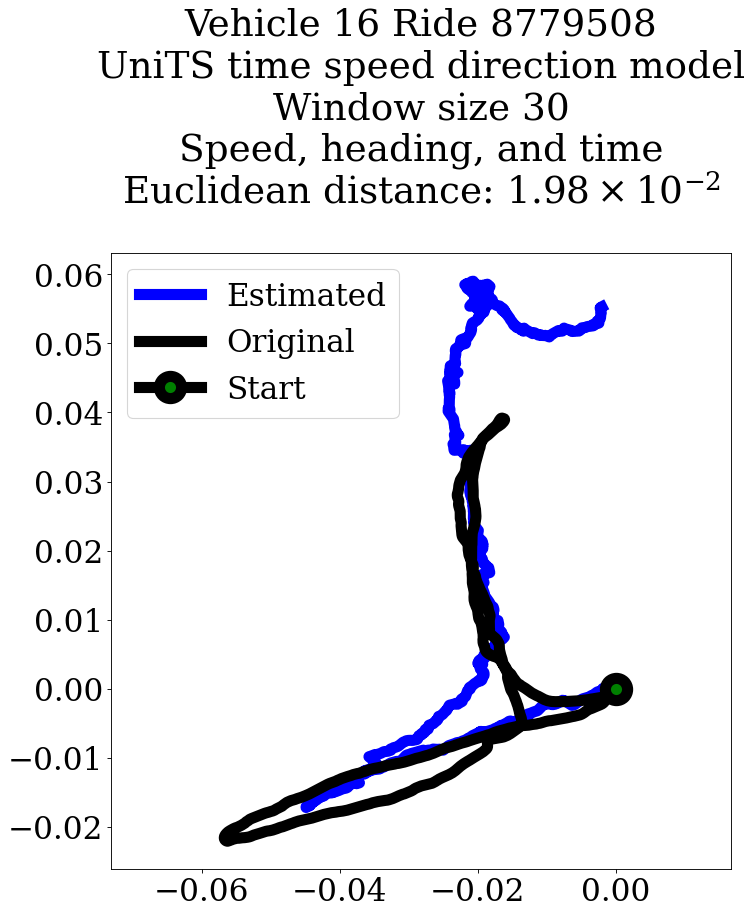 Vehicle 16 Ride 8779508
UniTS time speed direction model
Window size 30
Speed, heading, and time
Euclidean distance: 1.98 × 10⁻²
Estimated
Original
Start
0.06
0.05
0.04
0.03
0.02
0.01
0.00
−0.01
−0.02
−0.06 −0.04 −0.02 0.00